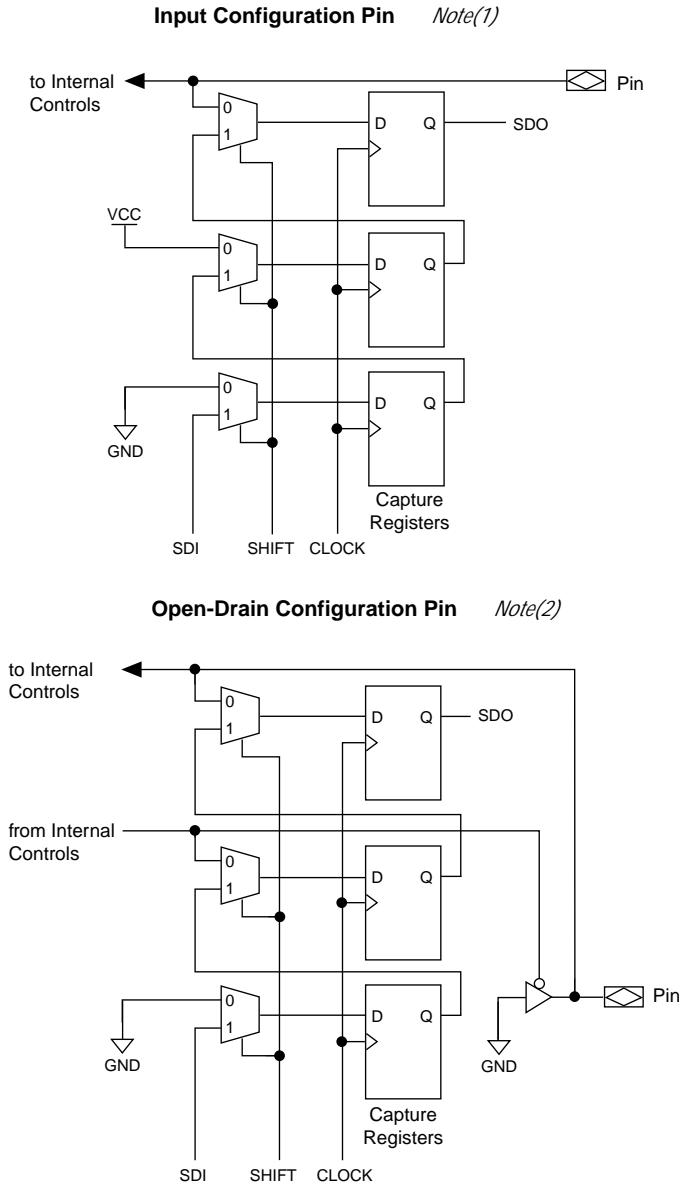 Input Configuration Pin Note(1)
to Internal
Controls
Pin
0
1
D Q
SDO
VCC
0
1
D Q
0
1
D Q
GND
Capture
Registers
SDI SHIFT CLOCK
Open-Drain Configuration Pin Note(2)
to Internal
Controls
0
1
D Q
SDO
from Internal
Controls
0
1
D Q
0
1
D Q
Pin
GND
GND
Capture
Registers
SDI SHIFT CLOCK